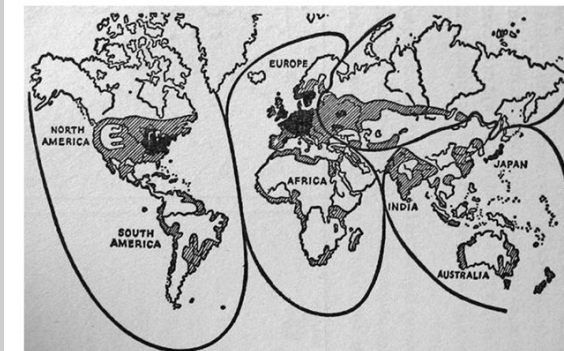 EUROPE
NORTH
AMERICA
AFRICA
JAPAN
INDIA
SOUTH
AMERICA
AUSTRALIA